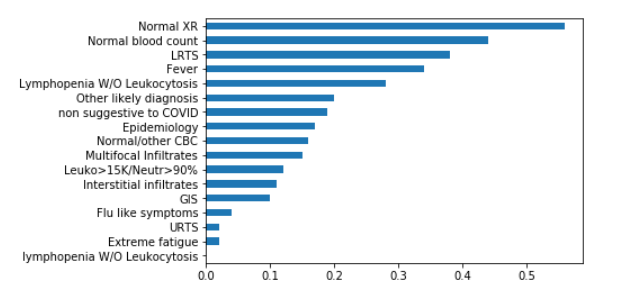 Normal XR
Normal blood count
LRTS
Fever
Lymphopenia W/O Leukocytosis
Other likely diagnosis
non suggestive to COVID
Epidemiology
Normal/other CBC
Multifocal Infiltrates
Leuko>15K/Neutr>90%
Interstitial infiltrates
GIS
Flu like symptoms
URTS
Extreme fatigue
lymphopenia W/O Leukocytosis
0.0 0.1 0.2 0.3 0.4 0.5